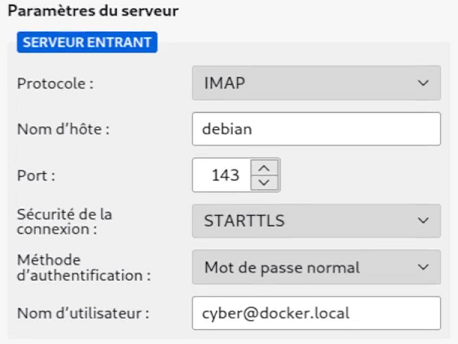 Paramètres du serveur
SERVEUR ENTRANT
Protocole : IMAP
Nom d’hôte : debian
Port : 143
Sécurité de la
connexion : STARTTLS
Méthode
d’authentification : Mot de passe normal
Nom d’utilisateur : cyber@docker.local